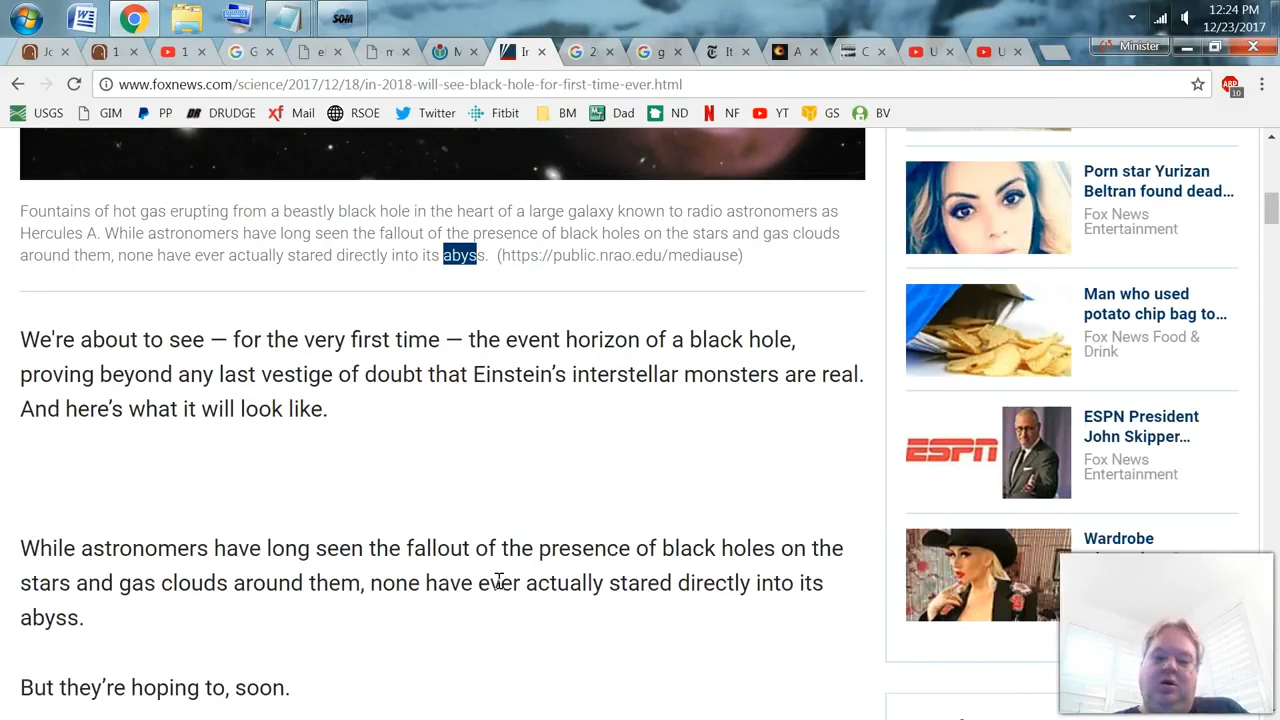 12:24 PM
12/23/2017
Minister
www.foxnews.com/science/2017/12/18/in-2018-will-see-black-hole-for-first-time-ever.html
USGS GIM PP DRUDGE Mail RSOE Twitter Fitbit BM Dad ND NF YT GS BV
Fountains of hot gas erupting from a beastly black hole in the heart of a large galaxy known to radio astronomers as
Hercules A. While astronomers have long seen the fallout of the presence of black holes on the stars and gas clouds
around them, none have ever actually stared directly into its abyss. (https://public.nrao.edu/mediause)
We're about to see — for the very first time — the event horizon of a black hole,
proving beyond any last vestige of doubt that Einstein’s interstellar monsters are real.
And here’s what it will look like.
While astronomers have long seen the fallout of the presence of black holes on the
stars and gas clouds around them, none have ever actually stared directly into its
abyss.
But they’re hoping to, soon.
Porn star Yurizan
Beltran found dead...
Fox News
Entertainment
Man who used
potato chip bag to...
Fox News Food &
Drink
ESPN
ESPN President
John Skipper...
Fox News
Entertainment
Wardrobe